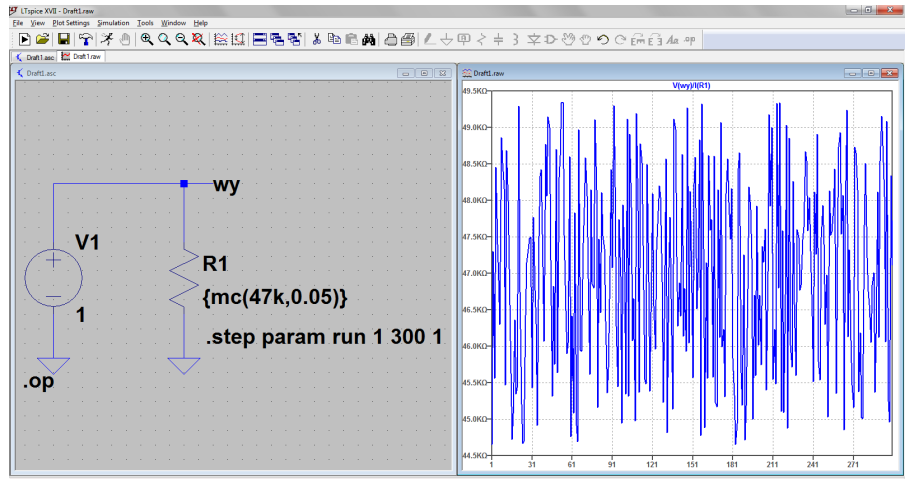 LTspice XVII - Draft1.raw
File View Plot Settings Simulation Tools Window Help
Draft1.asc Draft1.raw
Draft1.asc
wy
V1
R1
{mc(47k,0.05)}
1
.step param run 1 300 1
.op
Draft1.raw
V(wy)/I(R1)
49.5KΩ
49.0KΩ
48.5KΩ
48.0KΩ
47.5KΩ
47.0KΩ
46.5KΩ
46.0KΩ
45.5KΩ
45.0KΩ
44.5KΩ
1 31 61 91 121 151 181 211 241 271